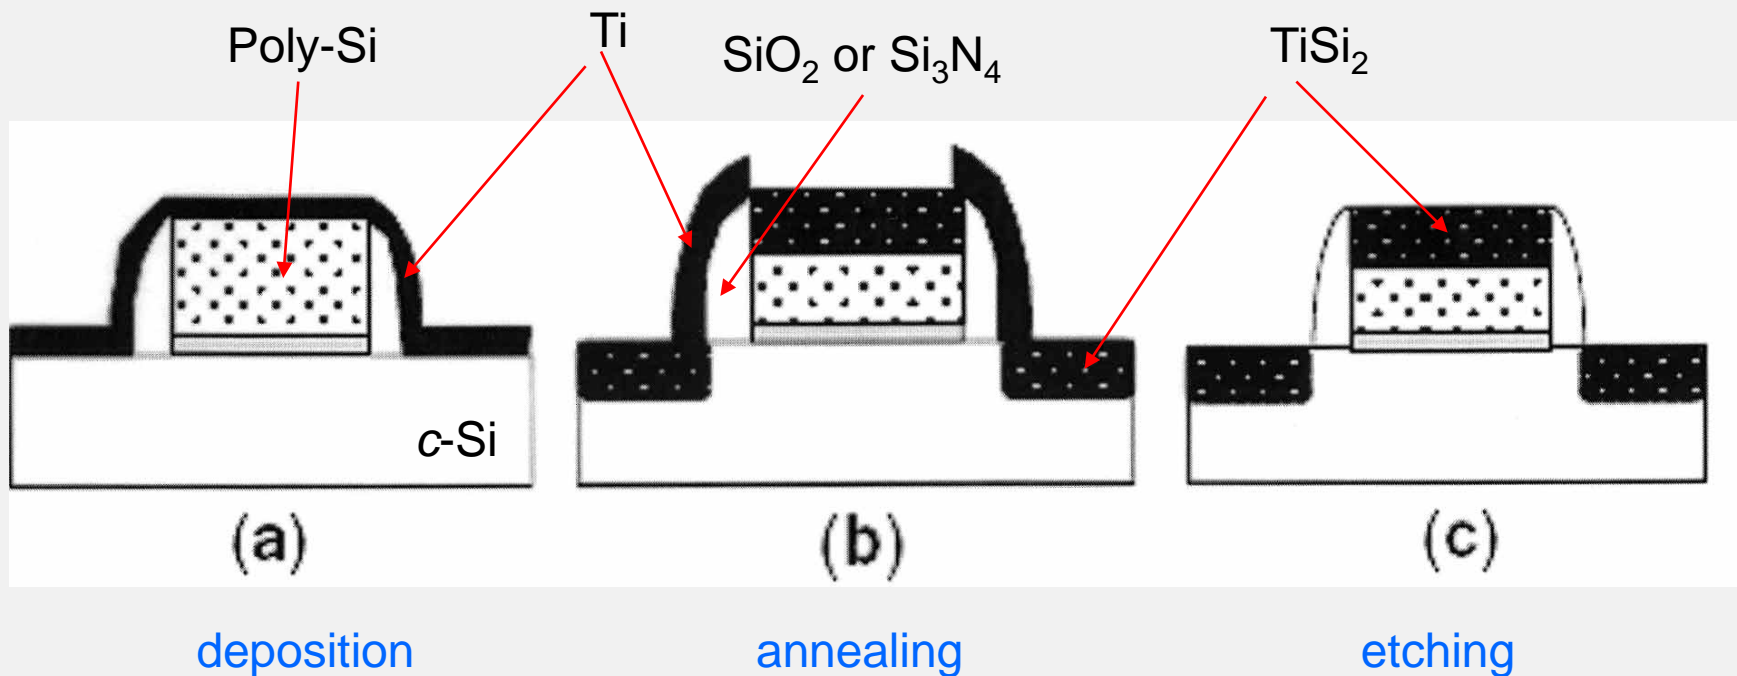 Poly-Si
Ti
SiO₂ or Si₃N₄
TiSi₂
c-Si
(a)
(b)
(c)
deposition
annealing
etching